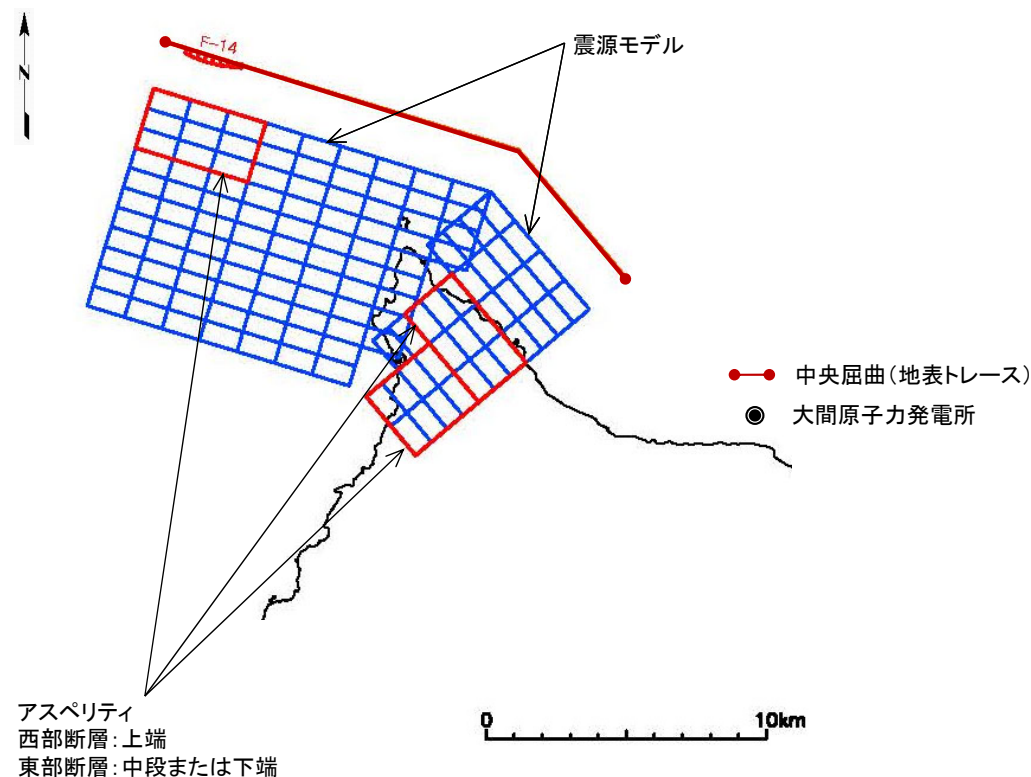 N
F-14
震源モデル
中央屈曲(地表トレース)
大間原子力発電所
アスペリティ
西部断層:上端
東部断層:中段または下端
0 10km